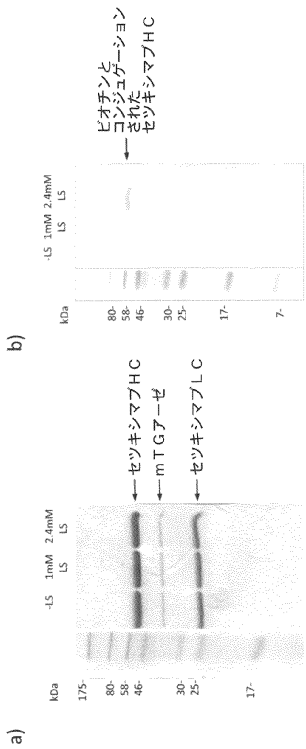 a)
kDa
-LS 1mM 2.4mM
LS LS
175-
80-
58-
46-
30-
25-
17-
セツキシマブHC
mTGアーゼ
セツキシマブLC
b)
kDa
-LS 1mM 2.4mM
LS LS
80-
58-
46-
30-
25-
17-
7-
ビオチンと
コンジュゲーション
された
セツキシマブHC